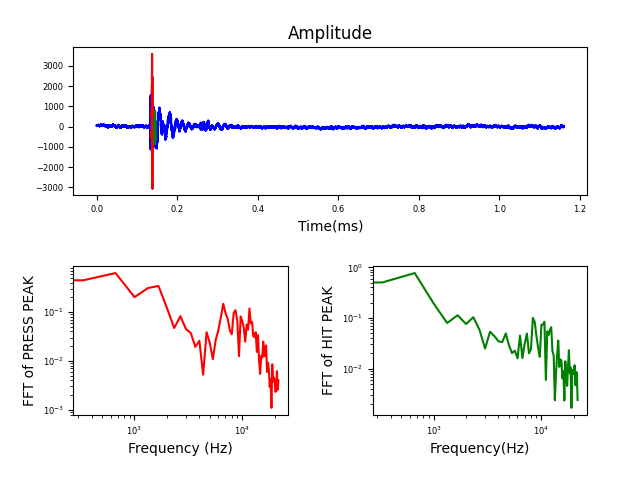 Amplitude
3000
2000
1000
0
−1000
−2000
−3000
0.0 0.2 0.4 0.6 0.8 1.0 1.2
Time(ms)
FFT of PRESS PEAK
10⁻¹
10⁻²
10⁻³
10³ 10⁴
Frequency (Hz)
FFT of HIT PEAK
10⁰
10⁻¹
10⁻²
10³ 10⁴
Frequency(Hz)